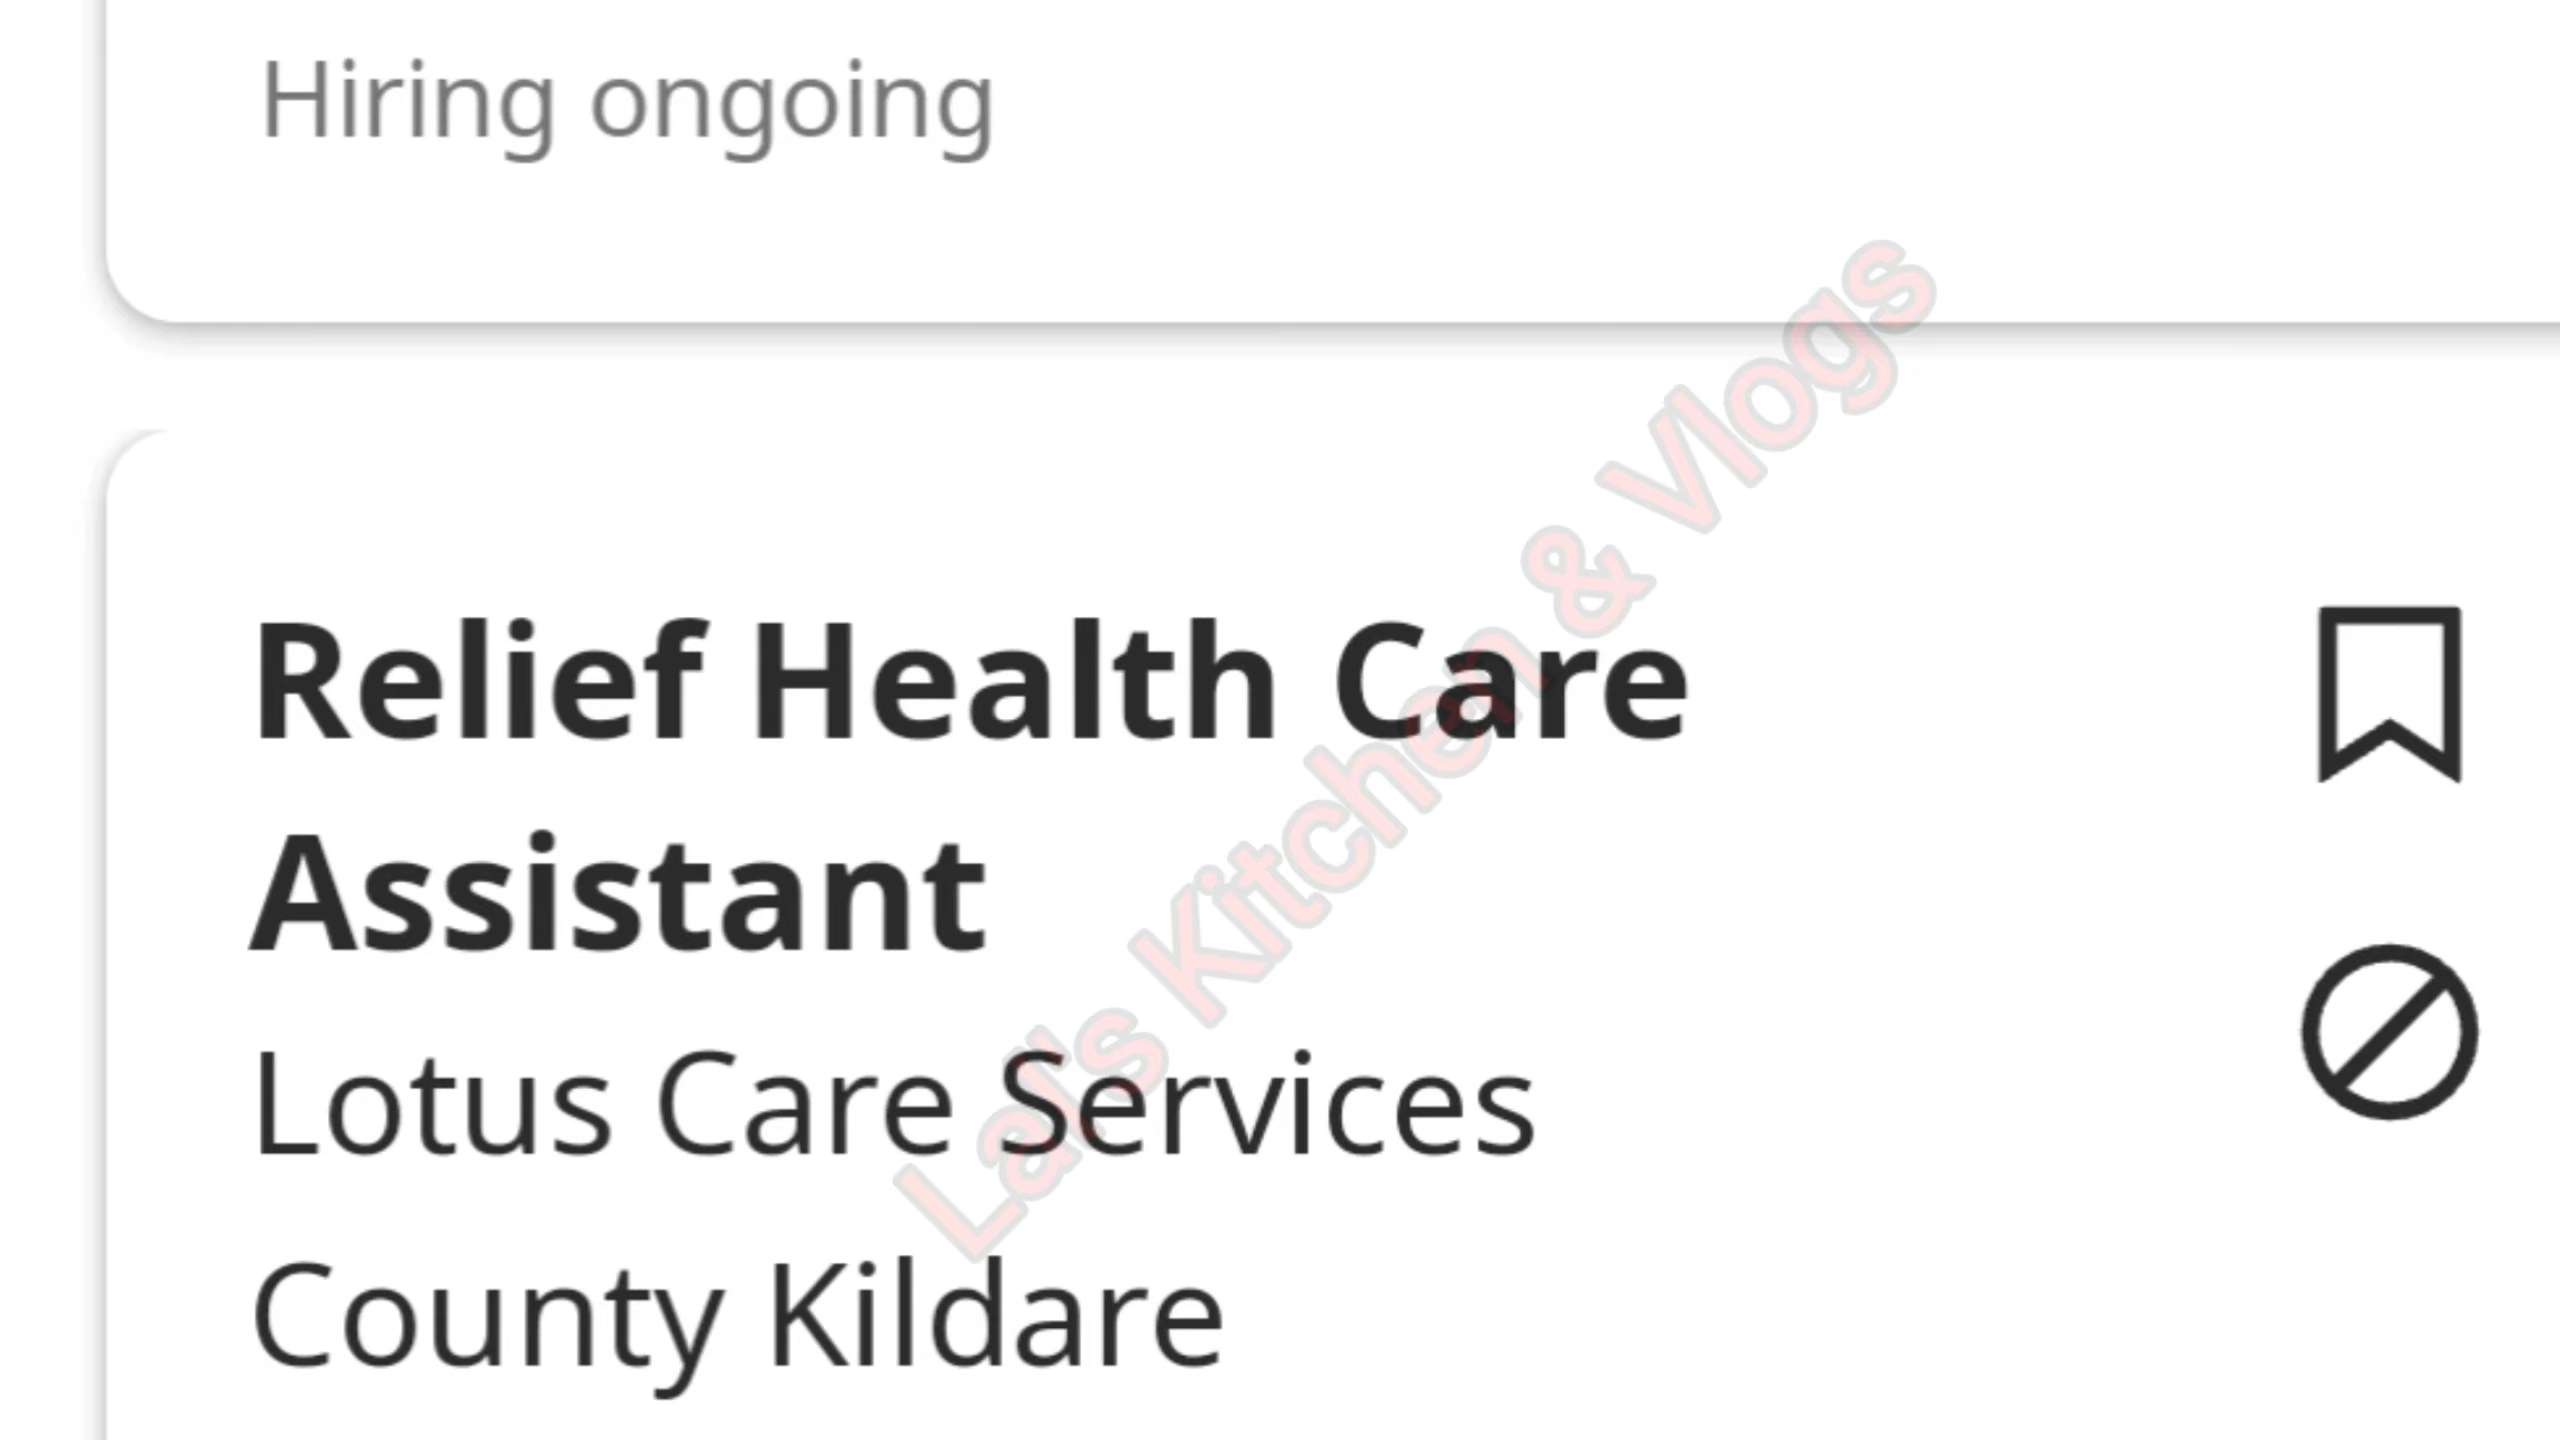 Hiring ongoing
Relief Health Care
Assistant
Lotus Care Services
County Kildare
Lal's Kitchen & Vlogs